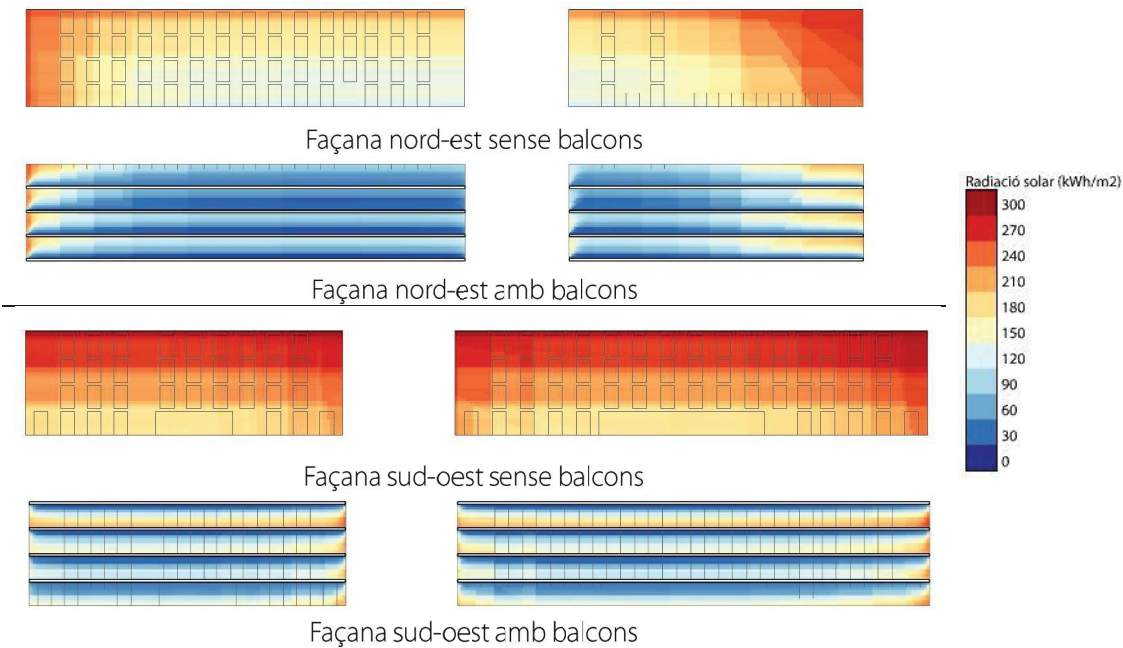 Façana nord-est sense balcons
Façana nord-est amb balcons
Radiació solar (kWh/m2)
300
270
240
210
180
150
120
90
60
30
0
Façana sud-oest sense balcons
Façana sud-oest amb balcons